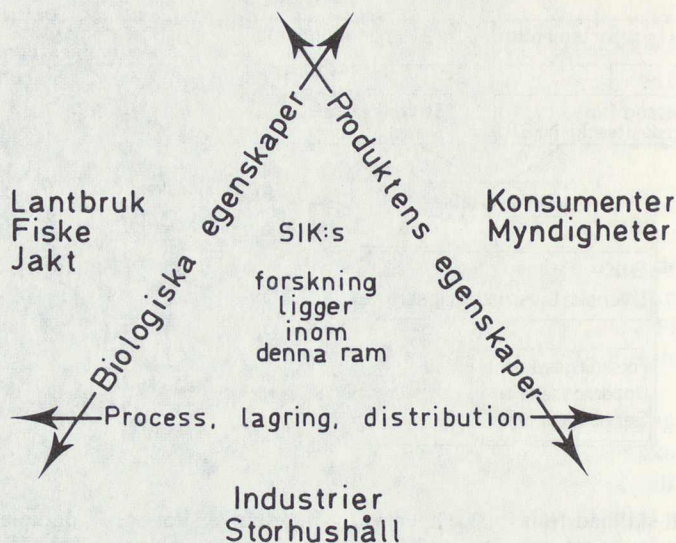 Biologiska egenskaper
Produktens egenskaper
Lantbruk
Fiske
Jakt
SIK:s
forskning
ligger
inom
denna ram
Konsumenter
Myndigheter
Process, lagring, distribution
Industrier
Storhushåll